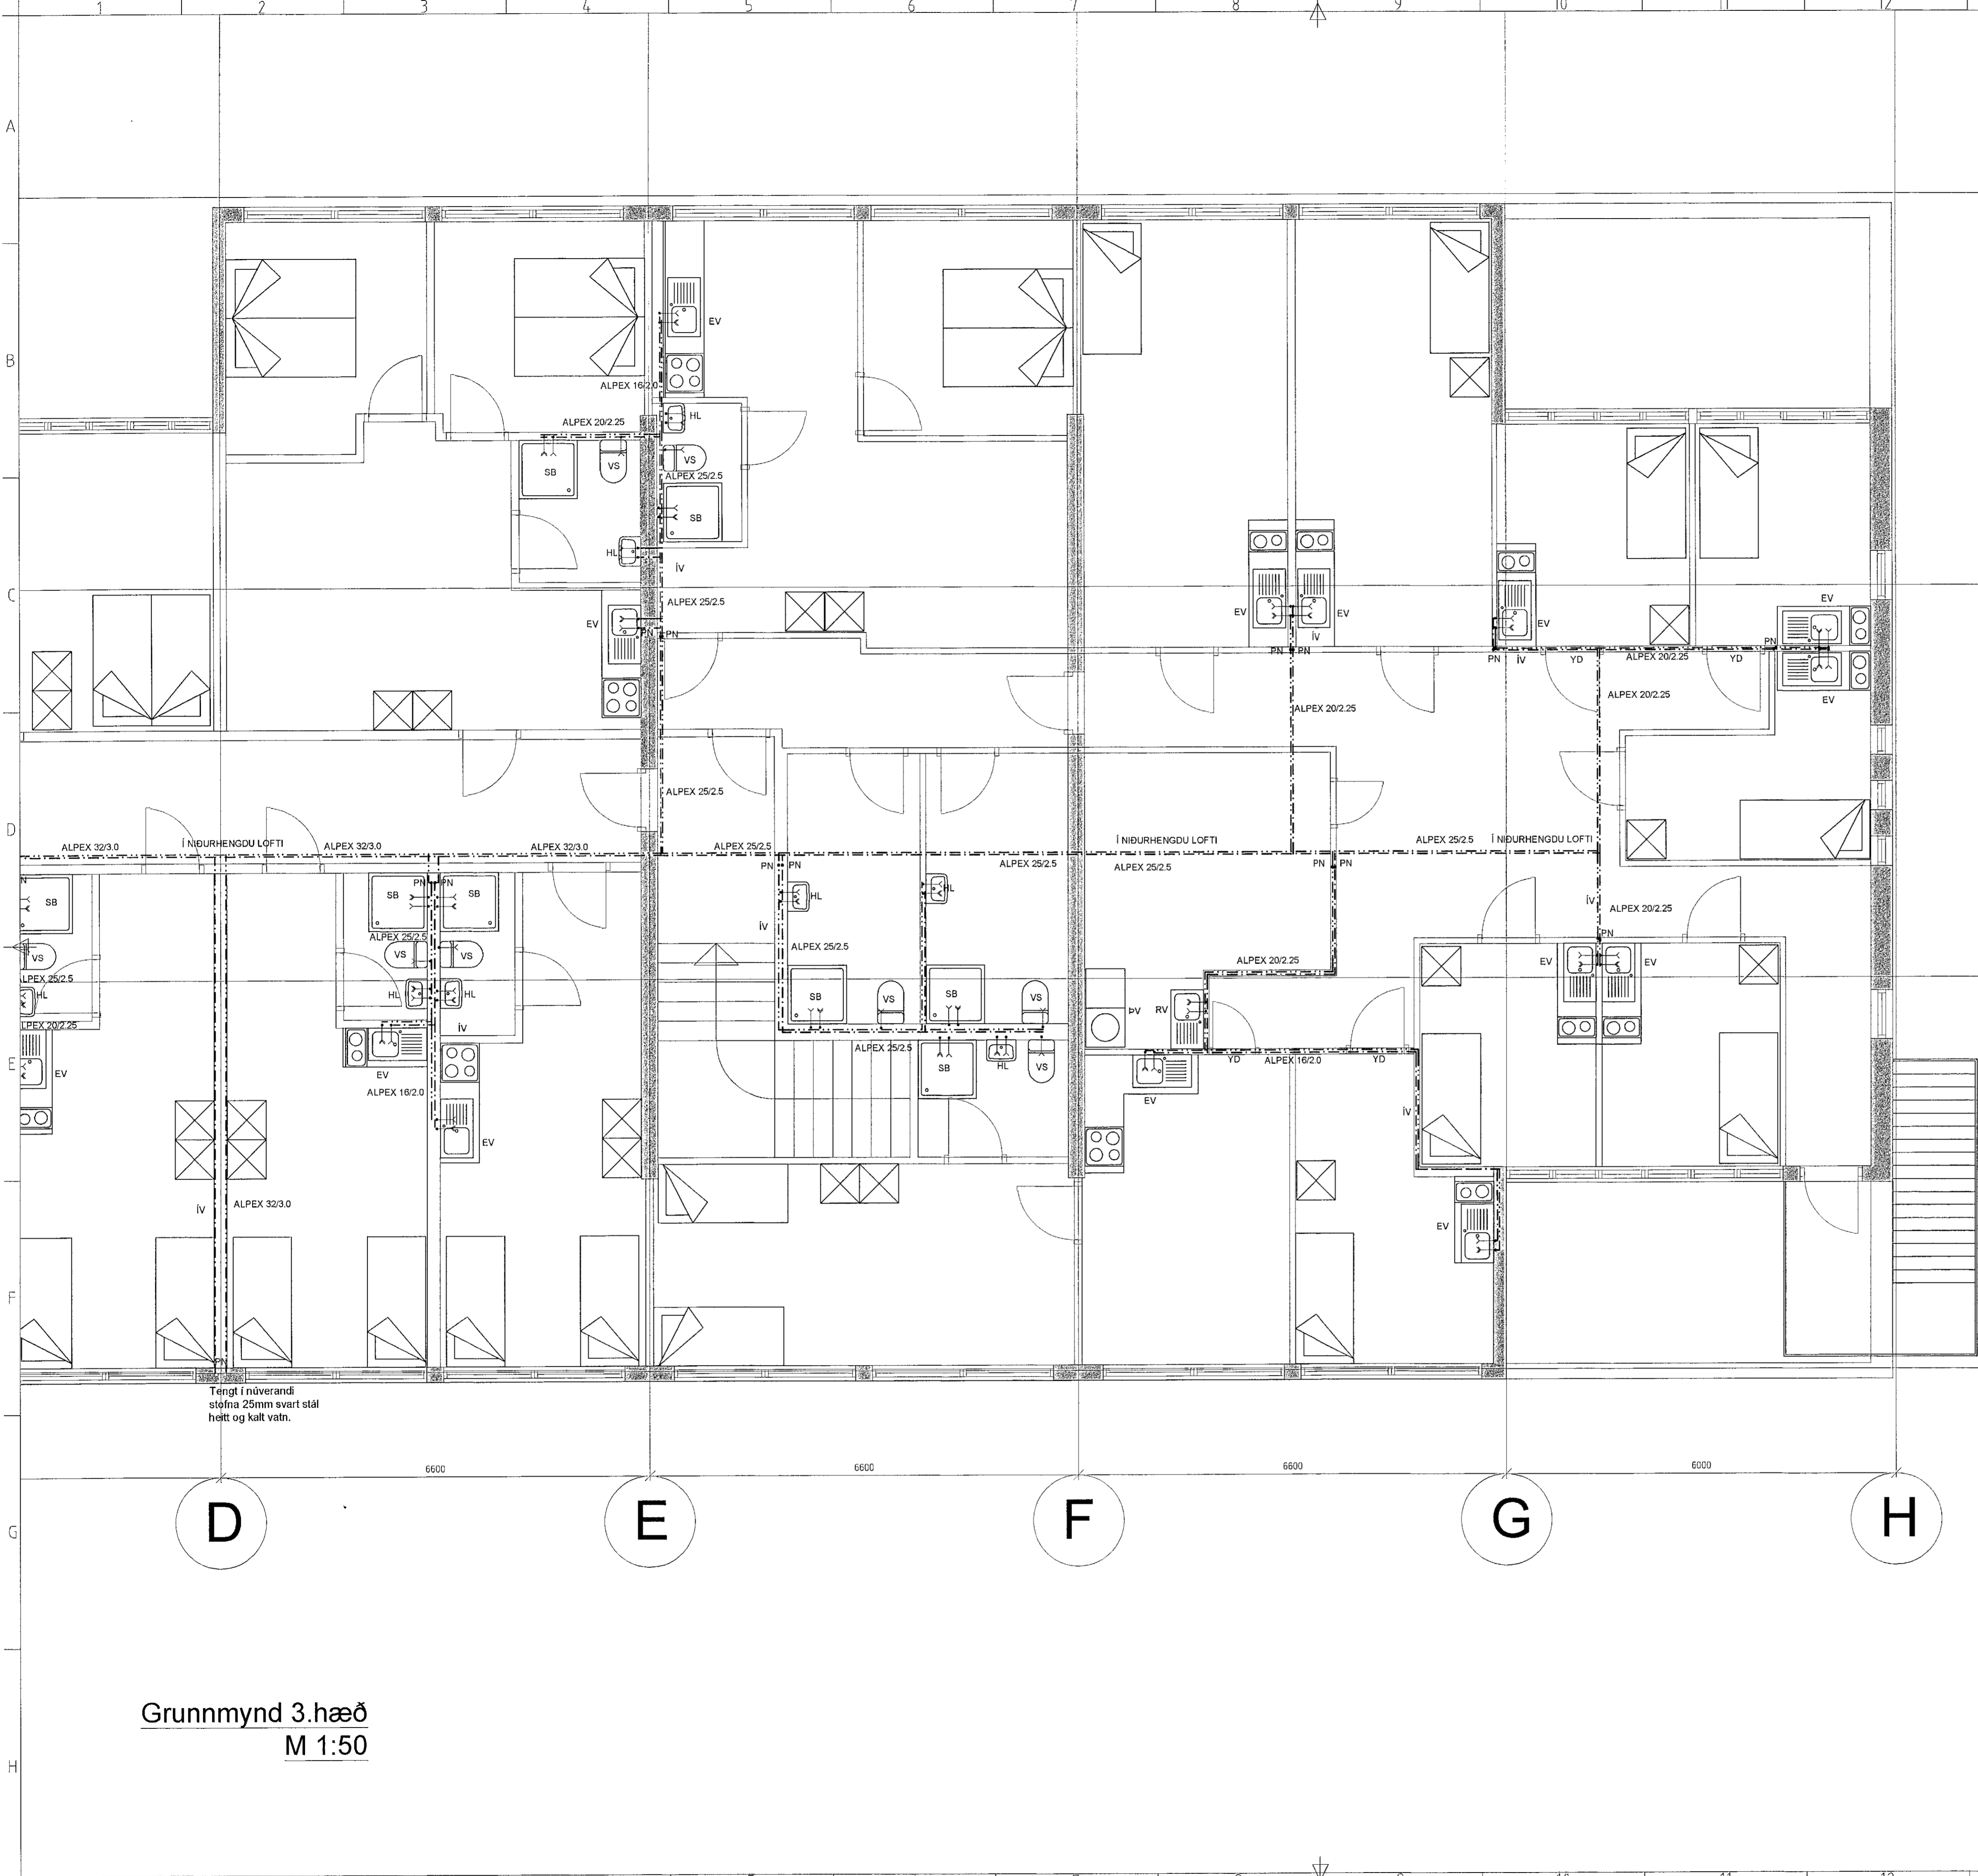 1 2 3 4 5 6 7 8 9 10 11 12
A
B
EV
ALPEX 16/2.0
HL
ALPEX 20/2.25
VS
VS
SB
ALPEX 25/2.5
SB
HL
ÍV
C
ALPEX 25/2.5
EV
EV
EV
EV
EV
ÍV
PN
PN
PN
PN
PN
PN
ÍV
YD
ALPEX 20/2.25
YD
ALPEX 20/2.25
EV
ALPEX 20/2.25
ALPEX 25/2.5
D
ALPEX 32/3.0
Í NIÐURHENGDU LOFTI
ALPEX 32/3.0
ALPEX 32/3.0
ALPEX 25/2.5
Í NIÐURHENGDU LOFTI
ALPEX 25/2.5
Í NIÐURHENGDU LOFTI
PN
PN
ALPEX 25/2.5
ALPEX 25/2.5
PN
PN
PN
PN
SB
SB
SB
HL
HL
ÍV
ÍV
ALPEX 20/2.25
ALPEX 25/2.5
PN
VS
VS
VS
ALPEX 25/2.5
EV
EV
ALPEX 20/2.25
LPEX 25/2.5
HL
HL
HL
SB
VS
SB
VS
ÞV
RV
LPEX 20/2.25
ÍV
ALPEX 25/2.5
YD
ALPEX 16/2.0
YD
E
EV
EV
SB
HL
VS
ALPEX 16/2.0
EV
ÍV
EV
ÍV
ALPEX 32/3.0
EV
F
PN
Tengt í núverandi
stofna 25mm svart stál
heitt og kalt vatn.
6600
6600
6600
6000
D
E
F
G
H
G
Grunnmynd 3.hæð
M 1:50
H